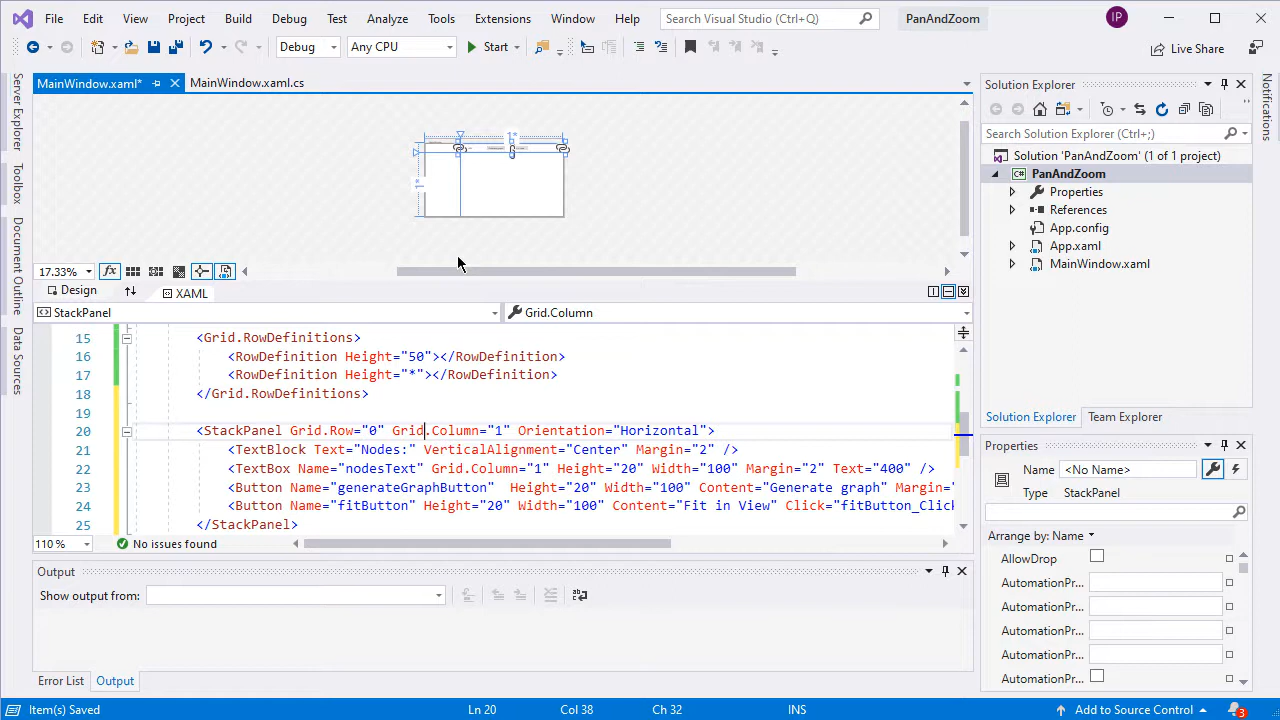 File Edit View Project Build Debug Test Analyze Tools Extensions Window Help Search Visual Studio (Ctrl+Q) PanAndZoom IP
Debug Any CPU Start Live Share
MainWindow.xaml* MainWindow.xaml.cs
Solution Explorer
Search Solution Explorer (Ctrl+;)
Solution 'PanAndZoom' (1 of 1 project)
PanAndZoom
Properties
References
App.config
App.xaml
MainWindow.xaml
Server Explorer
Toolbox
Document Outline
Data Sources
Notifications
1*
1*
17.33%
Design XAML
StackPanel Grid.Column
15 <Grid.RowDefinitions>
16 <RowDefinition Height="50"></RowDefinition>
17 <RowDefinition Height="*"></RowDefinition>
18 </Grid.RowDefinitions>
19
20 <StackPanel Grid.Row="0" Grid.Column="1" Orientation="Horizontal">
21 <TextBlock Text="Nodes:" VerticalAlignment="Center" Margin="2" />
22 <TextBox Name="nodesText" Grid.Column="1" Height="20" Width="100" Margin="2" Text="400" />
23 <Button Name="generateGraphButton" Height="20" Width="100" Content="Generate graph" Margin="
24 <Button Name="fitButton" Height="20" Width="100" Content="Fit in View" Click="fitButton_Click
25 </StackPanel>
110 % No issues found
Solution Explorer Team Explorer
Properties
Name <No Name>
Type StackPanel
Arrange by: Name
AllowDrop
AutomationPr...
AutomationPr...
AutomationPr...
AutomationPr...
AutomationPr...
Output
Show output from:
Error List Output
Item(s) Saved Ln 20 Col 38 Ch 32 INS Add to Source Control 3